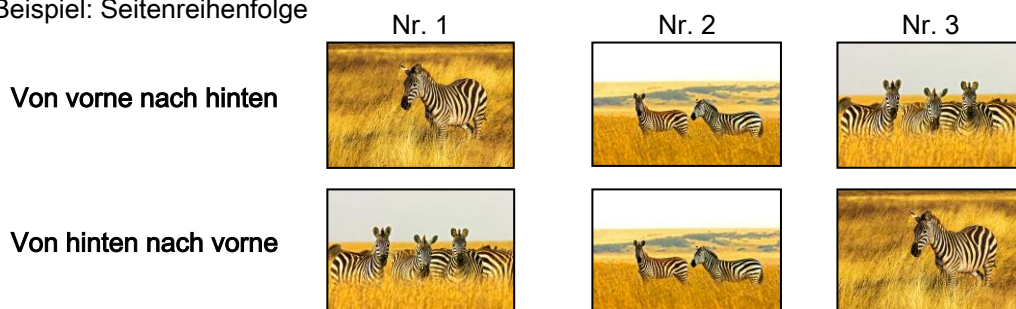 Beispiel: Seitenreihenfolge
Nr. 1 Nr. 2 Nr. 3
Von vorne nach hinten
Von hinten nach vorne